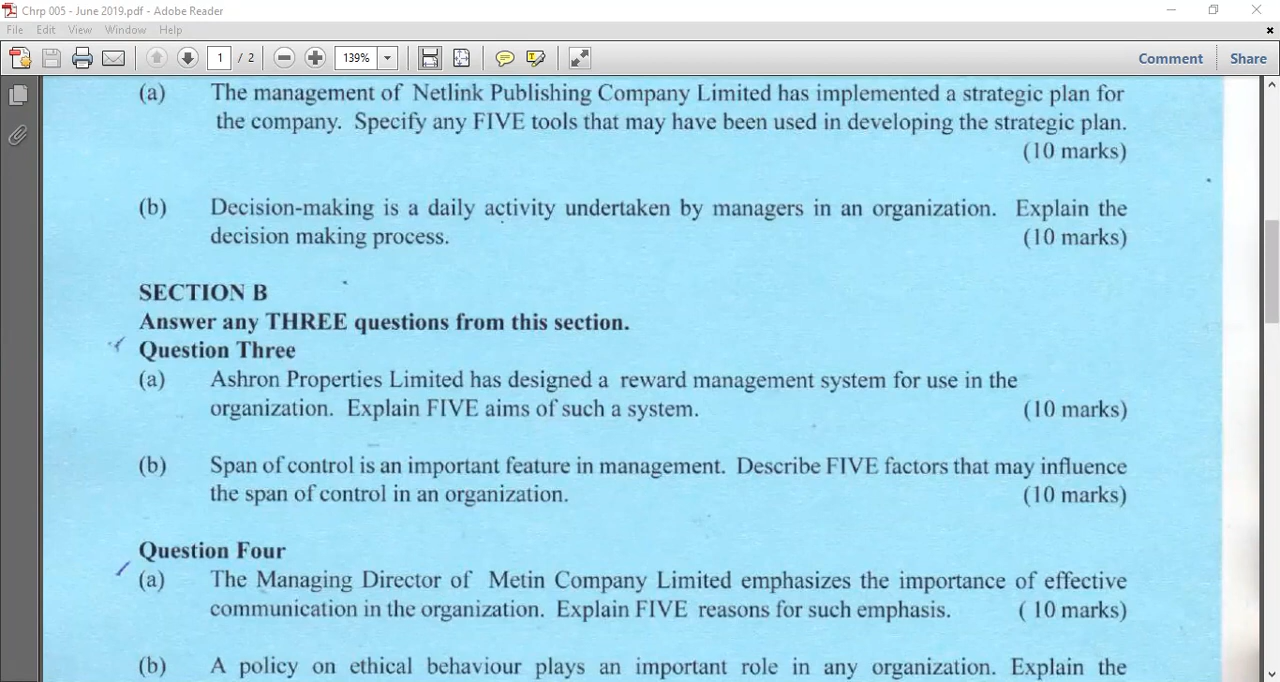 Chrp 005 - June 2019.pdf - Adobe Reader
File Edit View Window Help
1 / 2 139% Comment Share
(a) The management of Netlink Publishing Company Limited has implemented a strategic plan for
the company. Specify any FIVE tools that may have been used in developing the strategic plan.
(10 marks)
(b) Decision-making is a daily activity undertaken by managers in an organization. Explain the
decision making process. (10 marks)
SECTION B
Answer any THREE questions from this section.
Question Three
(a) Ashron Properties Limited has designed a reward management system for use in the
organization. Explain FIVE aims of such a system. (10 marks)
(b) Span of control is an important feature in management. Describe FIVE factors that may influence
the span of control in an organization. (10 marks)
Question Four
(a) The Managing Director of Metin Company Limited emphasizes the importance of effective
communication in the organization. Explain FIVE reasons for such emphasis. ( 10 marks)
(b) A policy on ethical behaviour plays an important role in any organization. Explain the